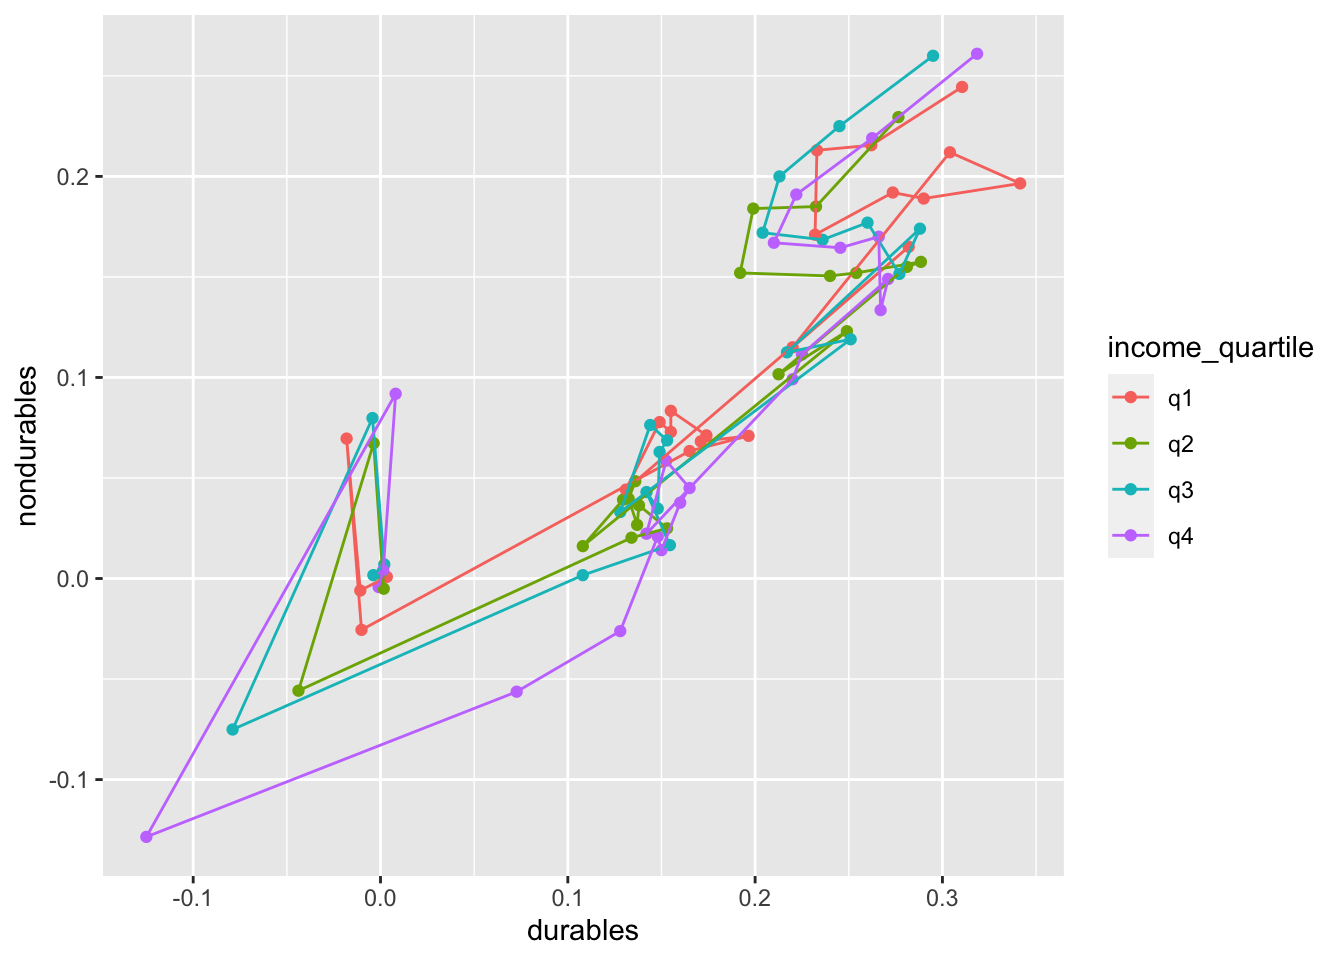 0.2
0.1
0.0
-0.1
nondurables
-0.1
0.0
0.1
0.2
0.3
durables
income_quartile
q1
q2
q3
q4